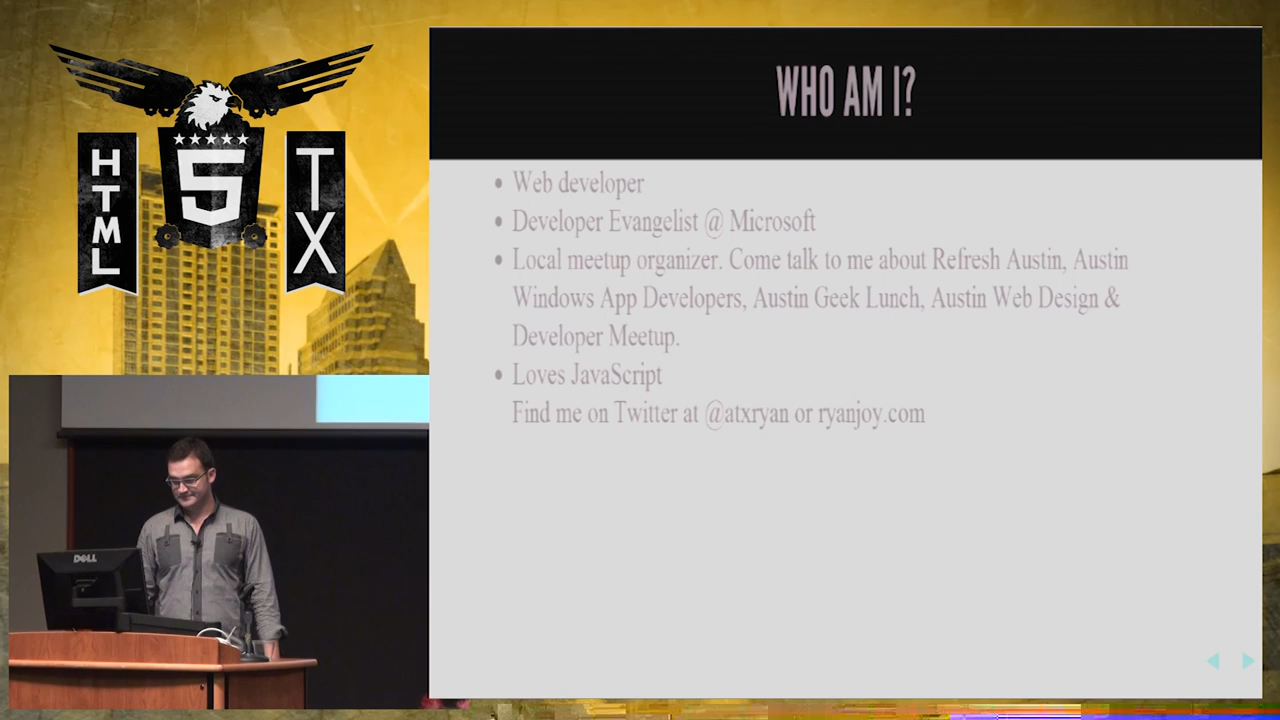 HTML
5
TX
WHO AM I?
• Web developer
• Developer Evangelist @ Microsoft
• Local meetup organizer. Come talk to me about Refresh Austin, Austin
Windows App Developers, Austin Geek Lunch, Austin Web Design &
Developer Meetup.
• Loves JavaScript
Find me on Twitter at @atxryan or ryanjoy.com
DELL